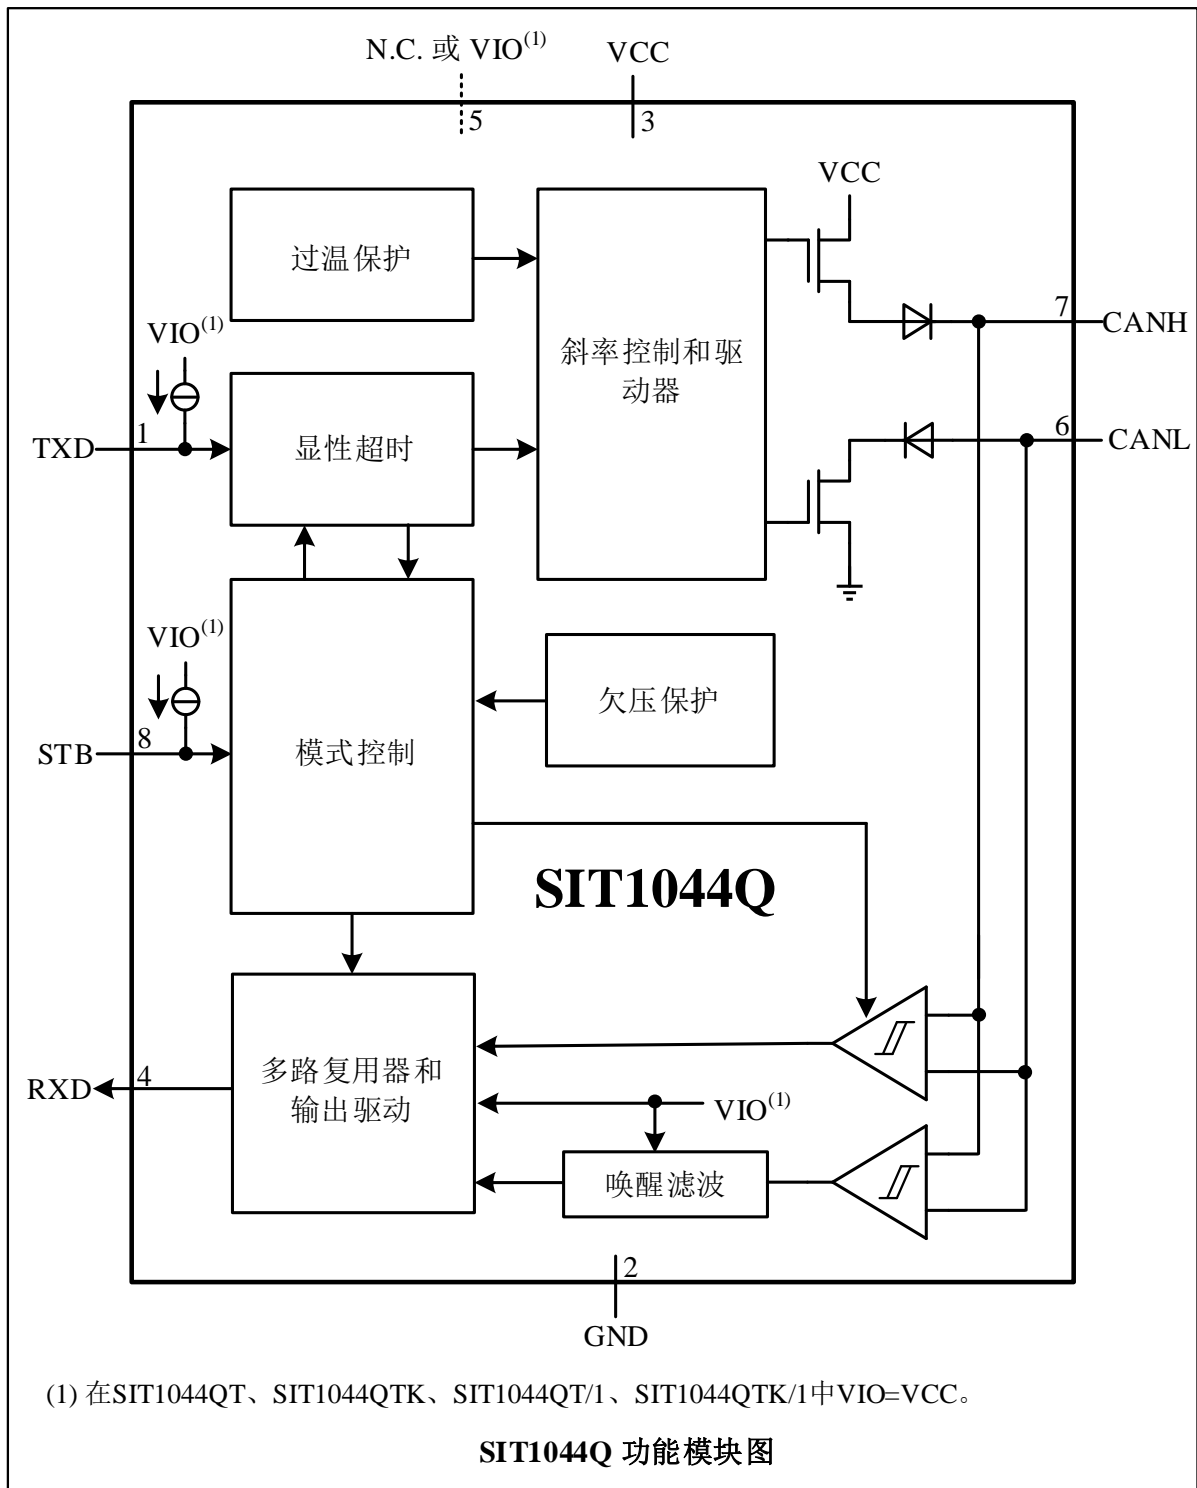 N.C. 或 VIO(1)
VCC
5
3
VCC
过温保护
7
CANH
VIO(1)
斜率控制和驱
动器
TXD
1
显性超时
6
CANL
VIO(1)
欠压保护
STB
8
模式控制
SIT1044Q
RXD
4
多路复用器和
输出驱动
VIO(1)
唤醒滤波
2
GND
(1) 在SIT1044QT、SIT1044QTK、SIT1044QT/1、SIT1044QTK/1中VIO=VCC。
SIT1044Q 功能模块图